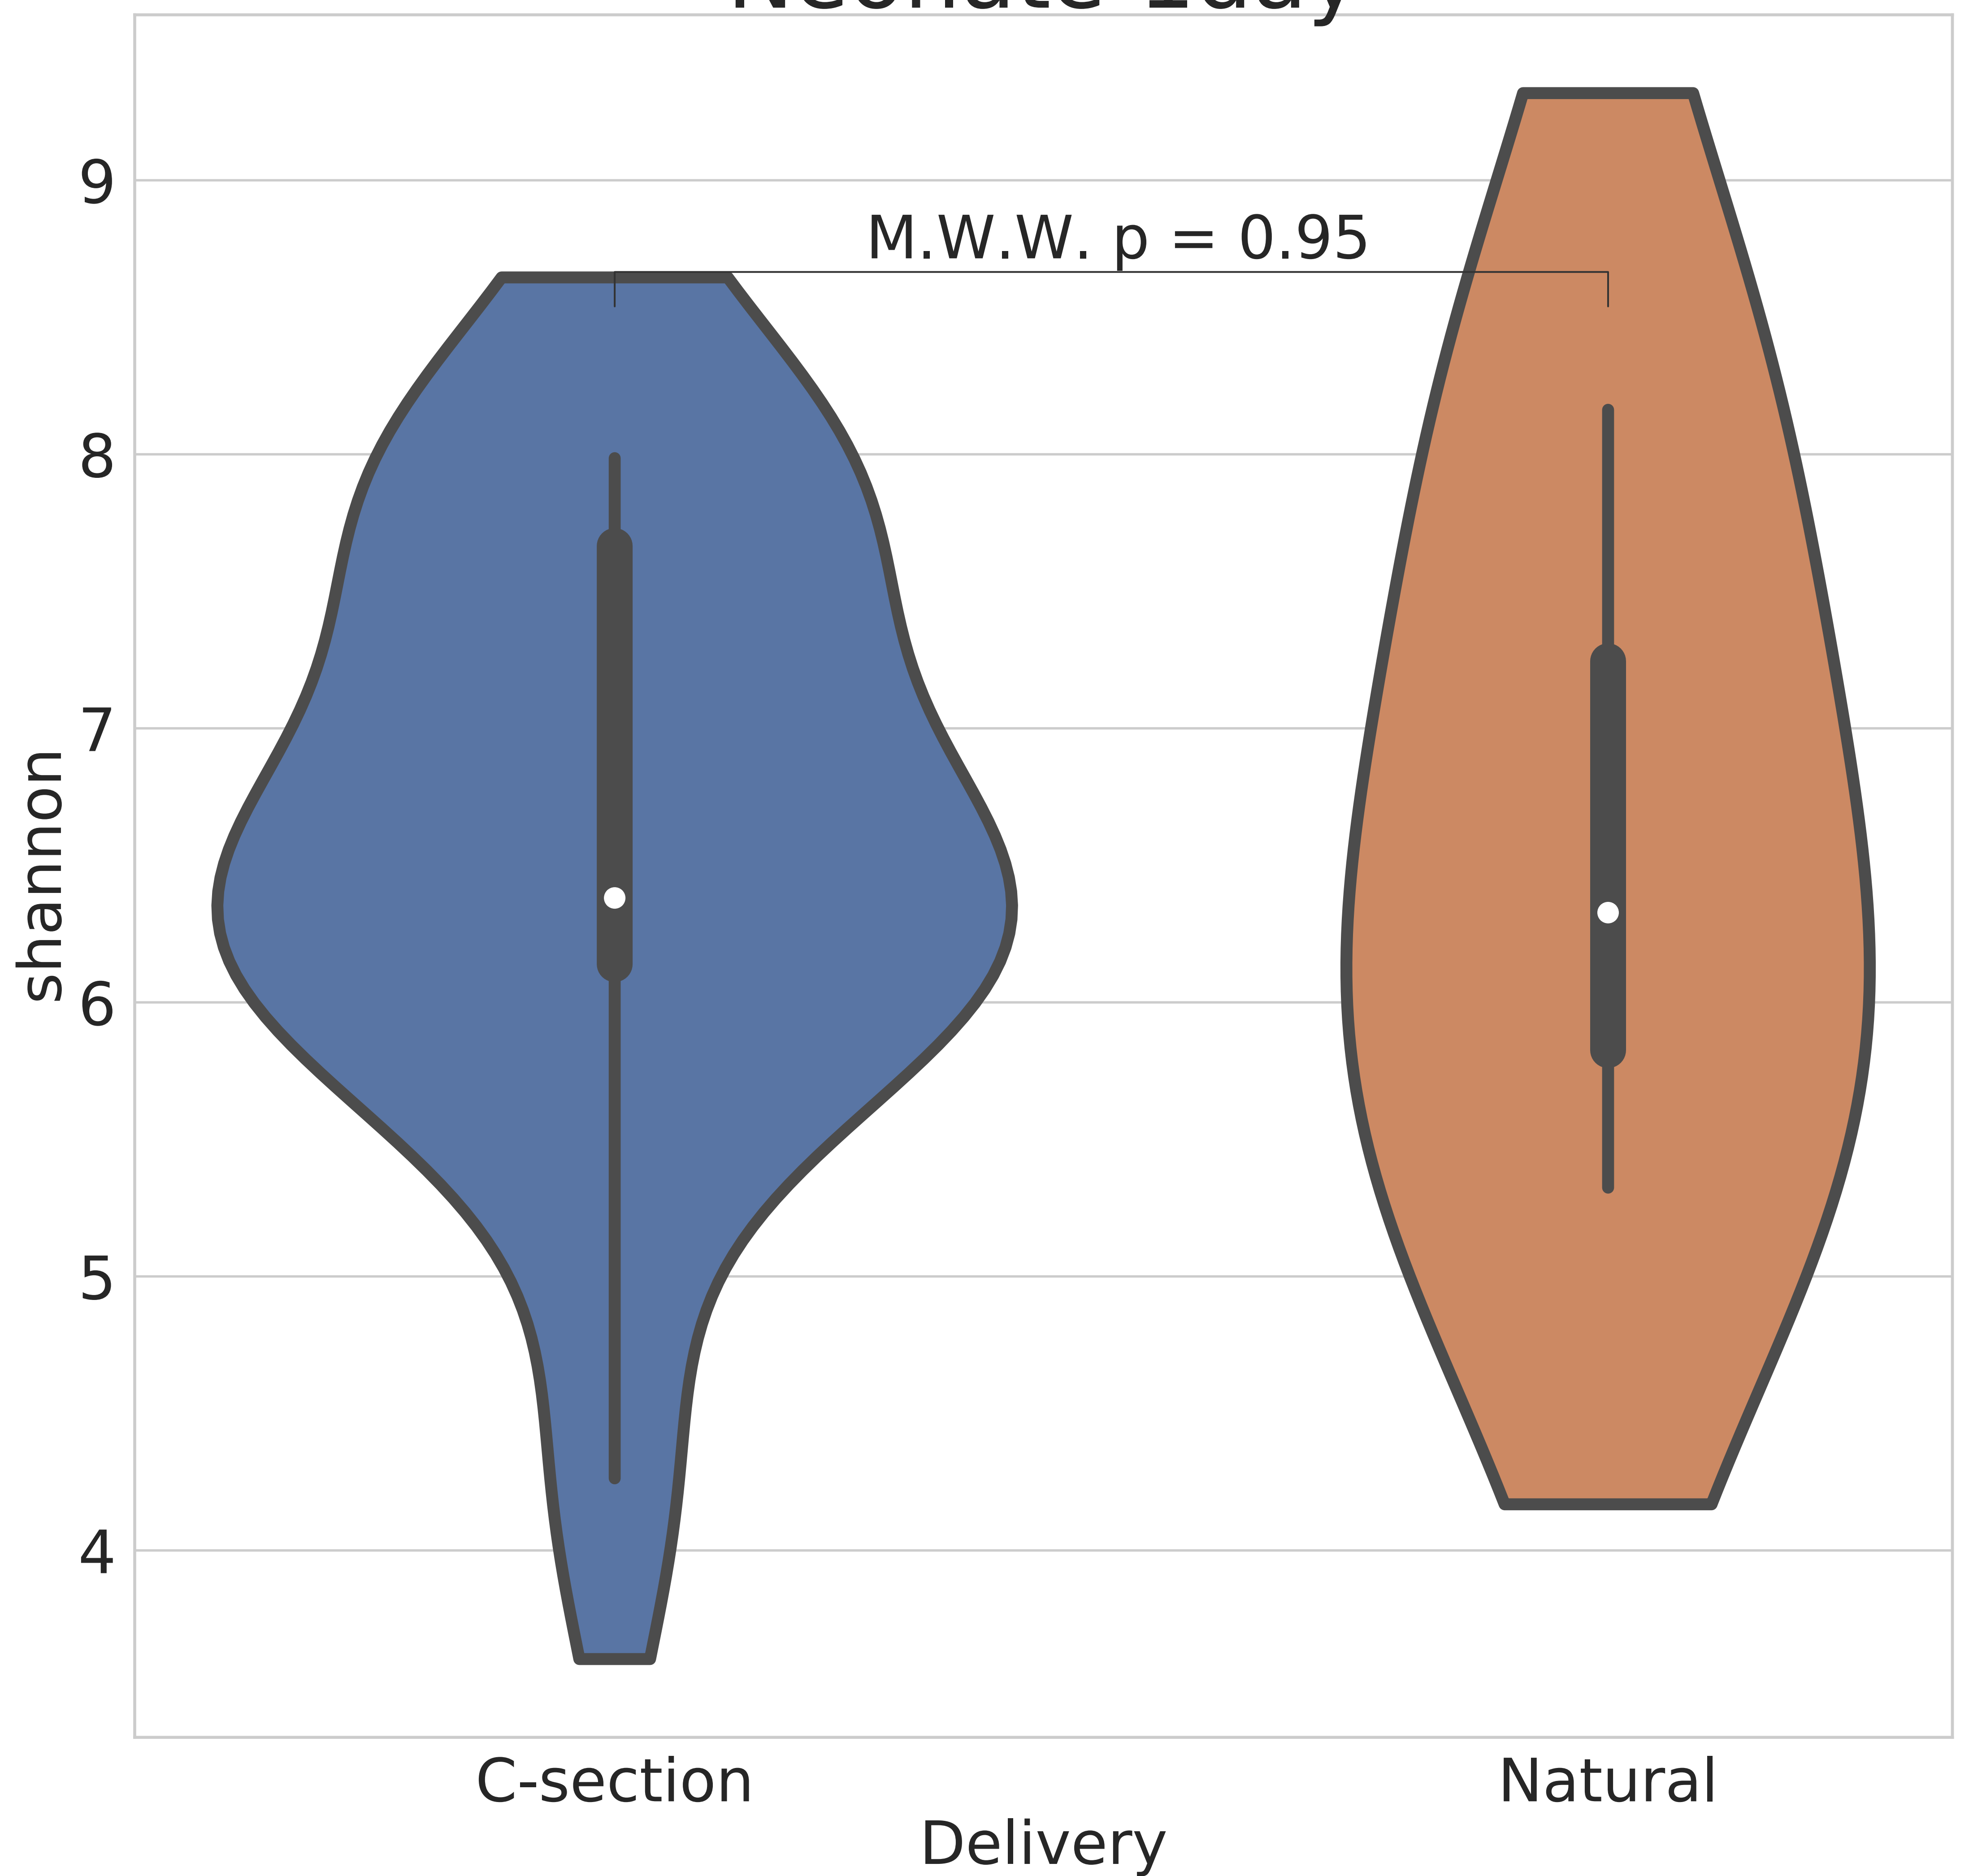 9
M.W.W. p = 0.95
8
7
shannon
6
5
4
C-section
Natural
Delivery